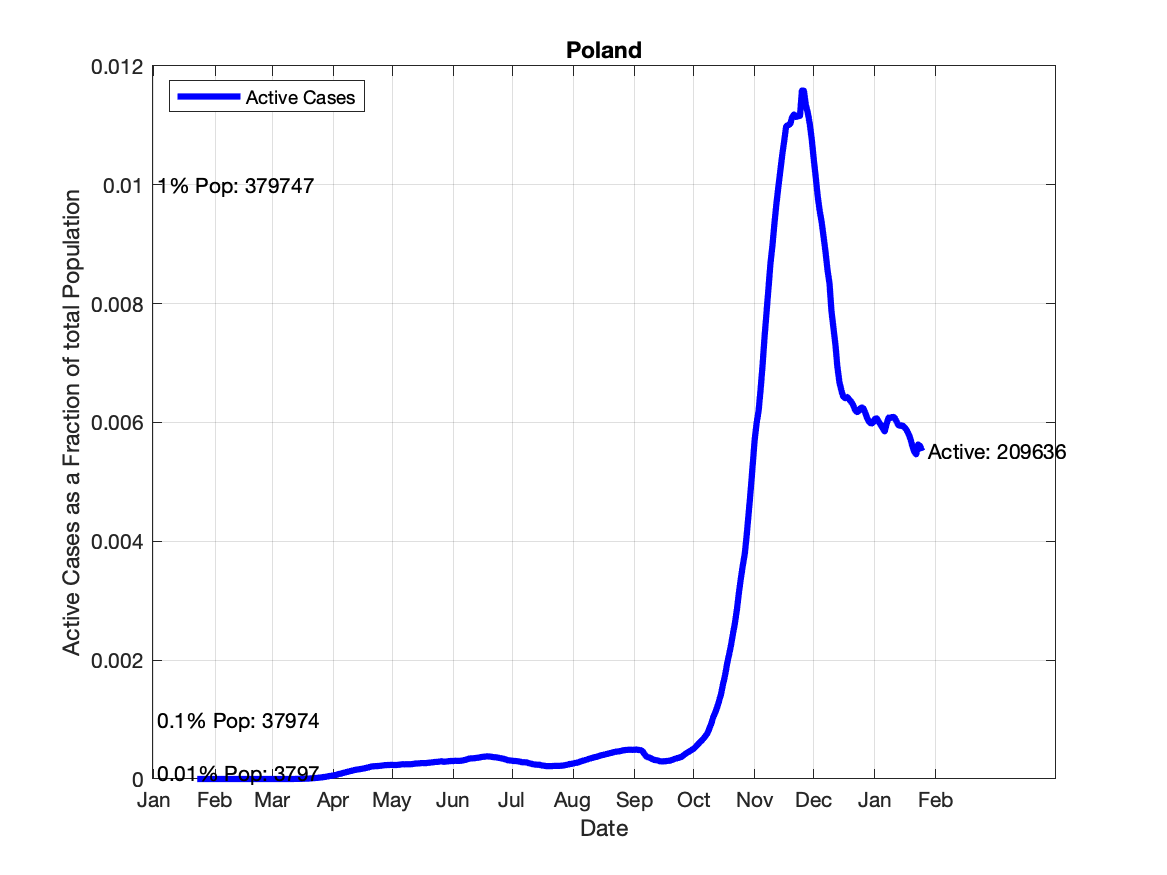 Poland
Active Cases
0.012
0.01
0.008
0.006
0.004
0.002
0
Active Cases as a Fraction of total Population
1% Pop: 379747
0.1% Pop: 37974
0.01% Pop: 3797
Active: 209636
Jan Feb Mar Apr May Jun Jul Aug Sep Oct Nov Dec Jan Feb
Date